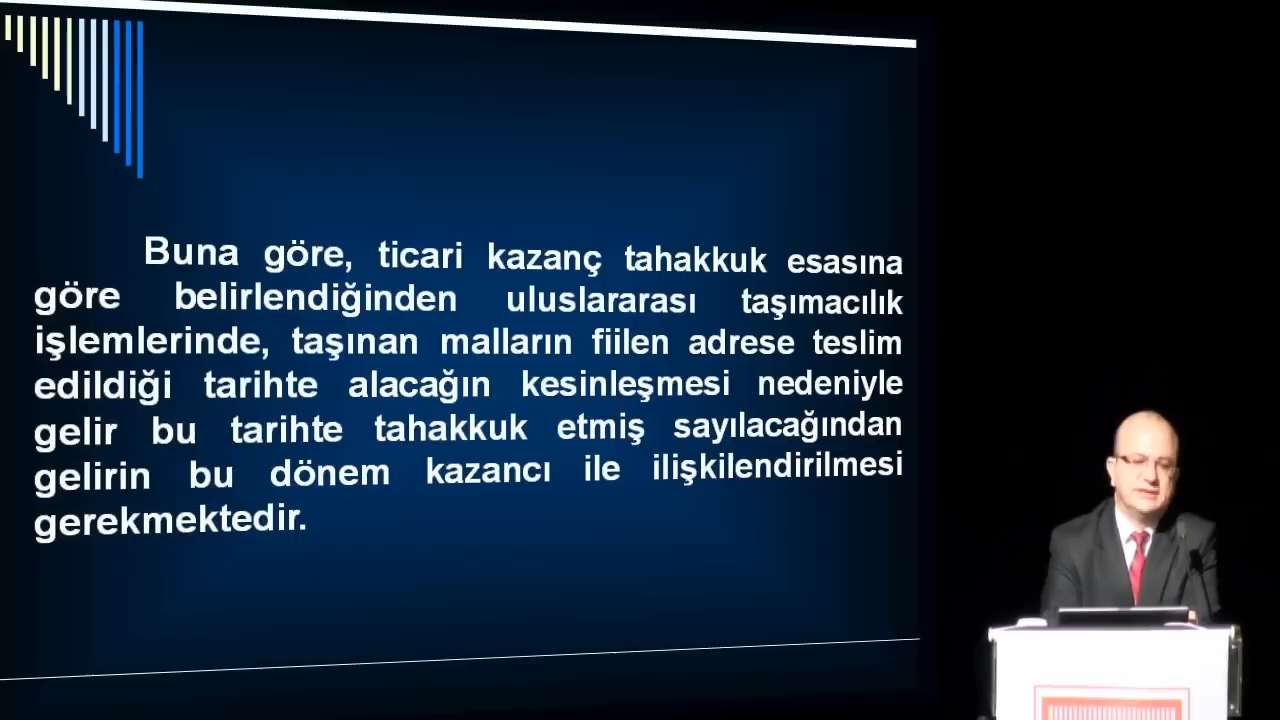 Buna göre, ticari kazanç tahakkuk esasına
göre belirlendiğinden uluslararası taşımacılık
işlemlerinde, taşınan malların fiilen adrese teslim
edildiği tarihte alacağın kesinleşmesi nedeniyle
gelir bu tarihte tahakkuk etmiş sayılacağından
gelirin bu dönem kazancı ile ilişkilendirilmesi
gerekmektedir.